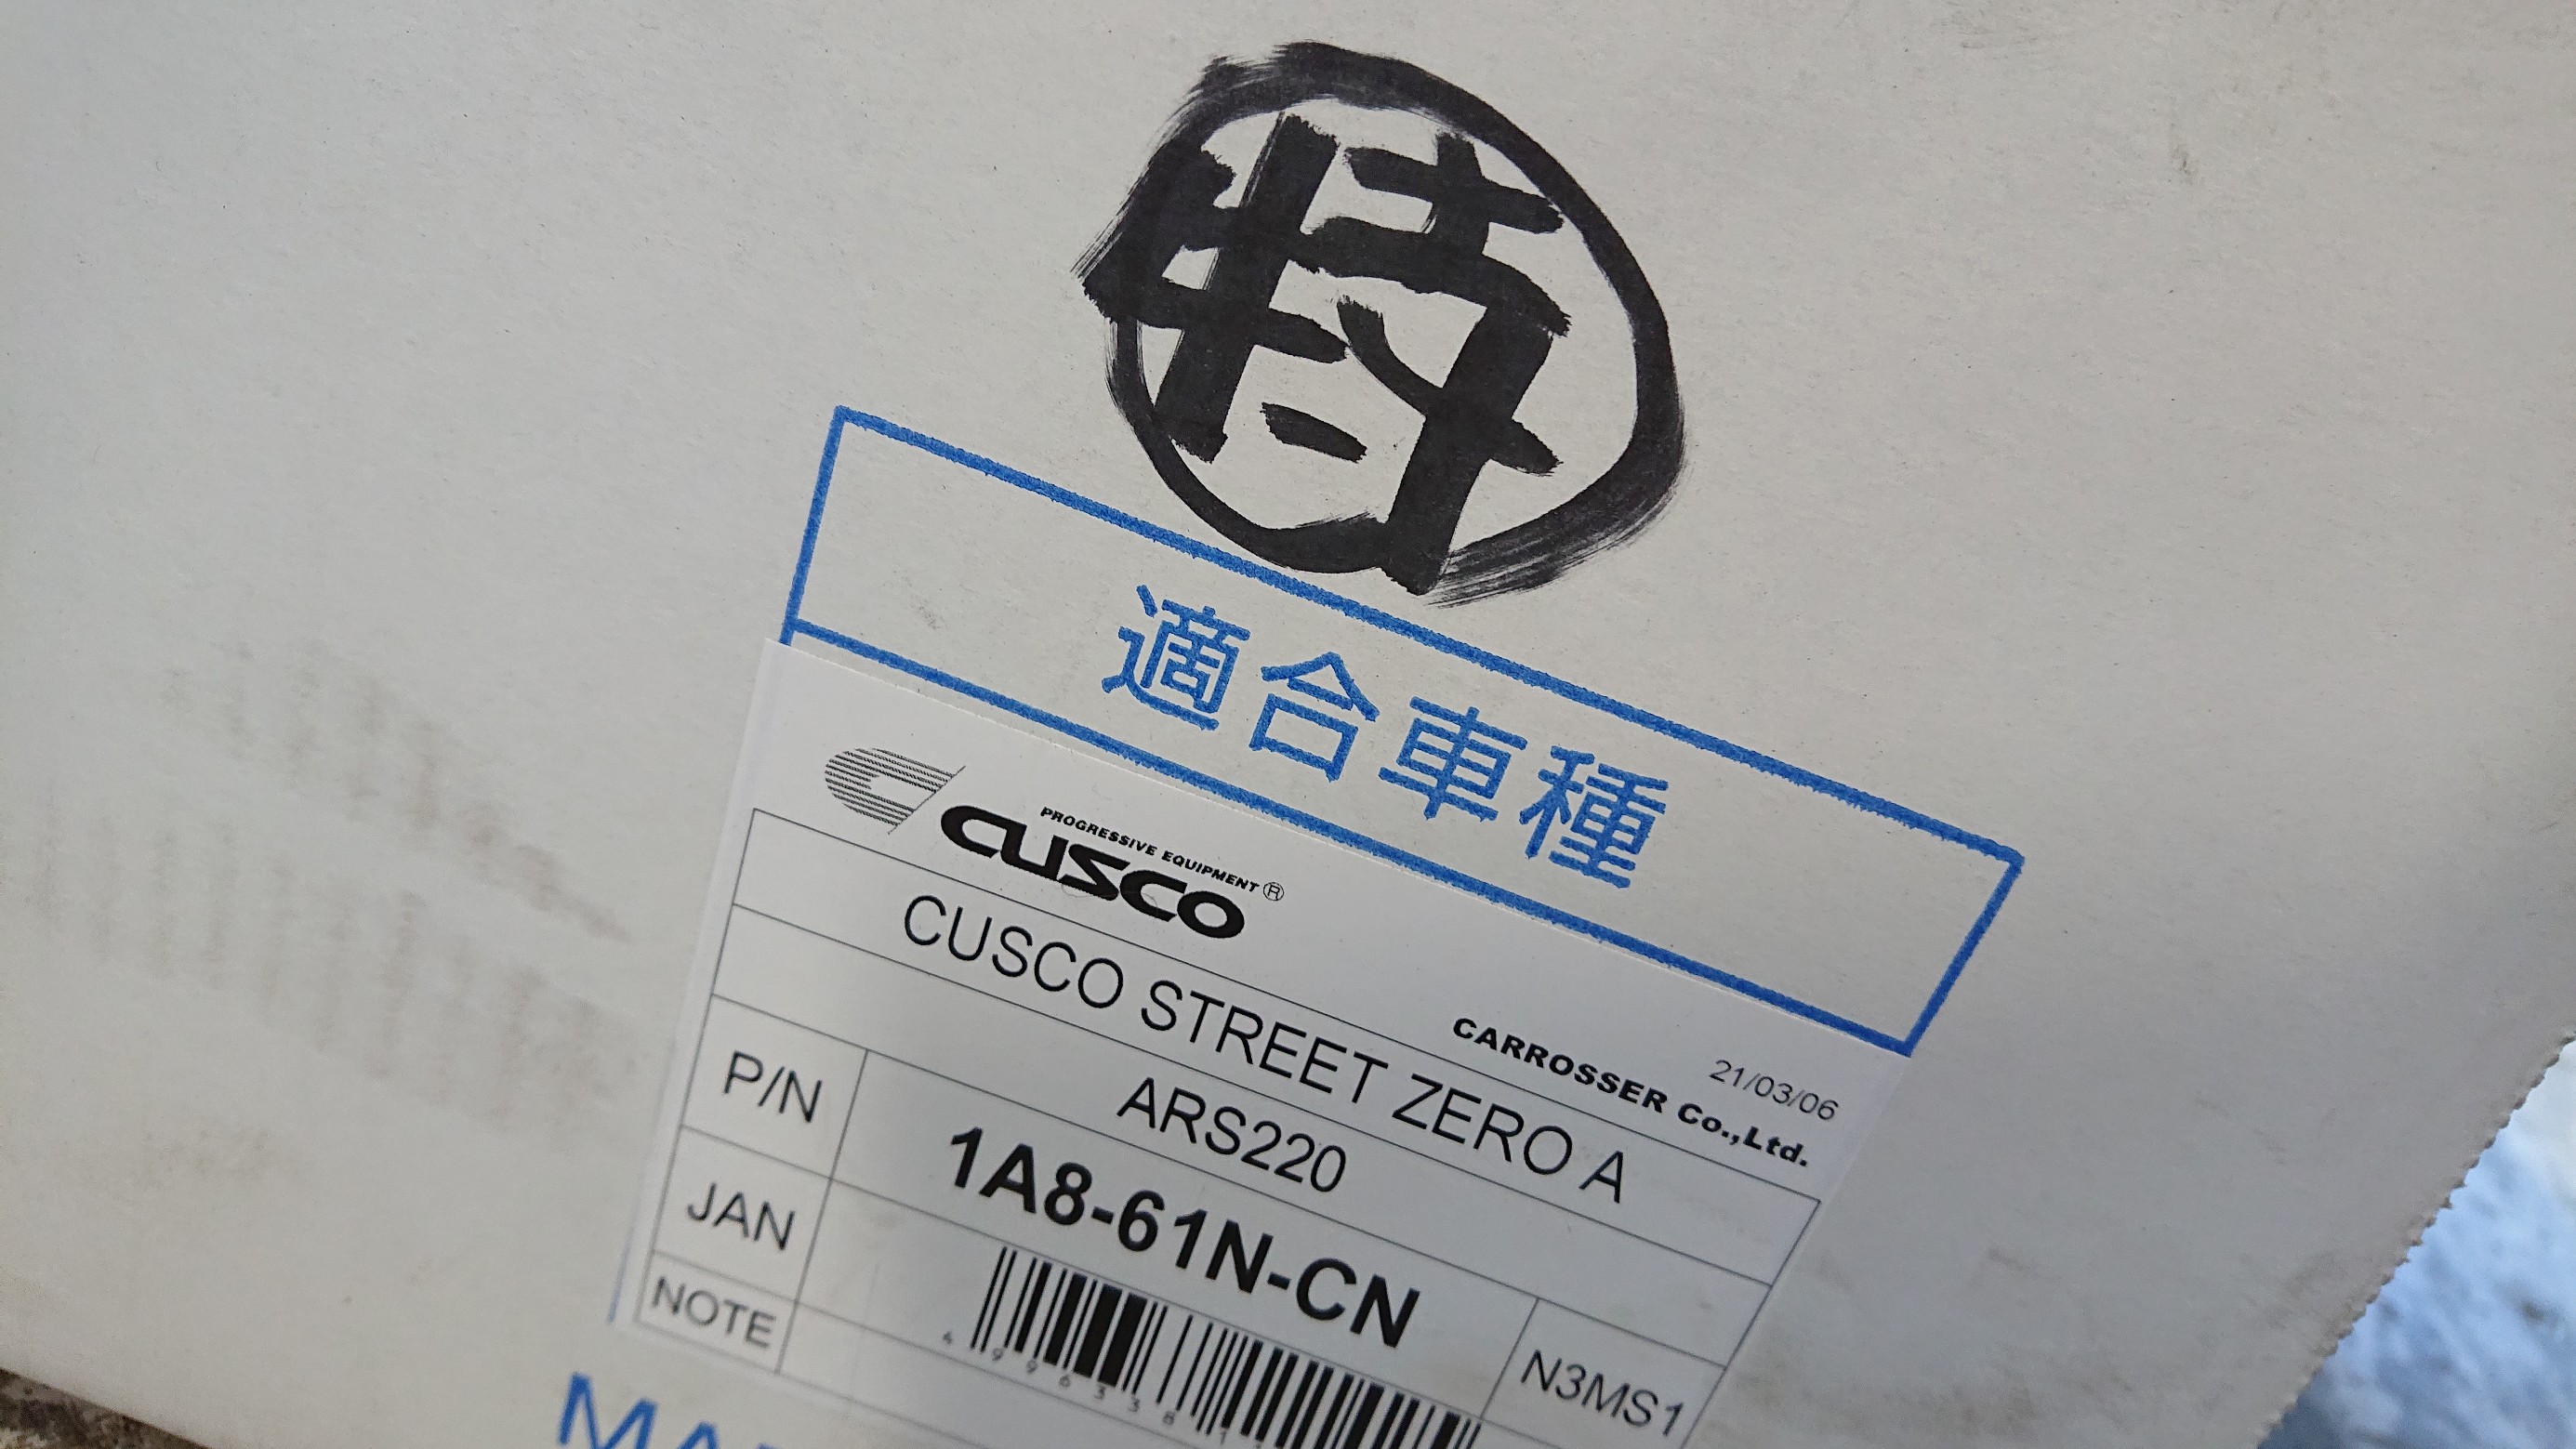 特
適合車種
PROGRESSIVE EQUIPMENT®
CUSCO
21/03/06
CARROSSER Co.,Ltd.
CUSCO STREET ZERO A
ARS220
P/N 1A8-61N-CN
JAN N3MS1
4996338
NOTE